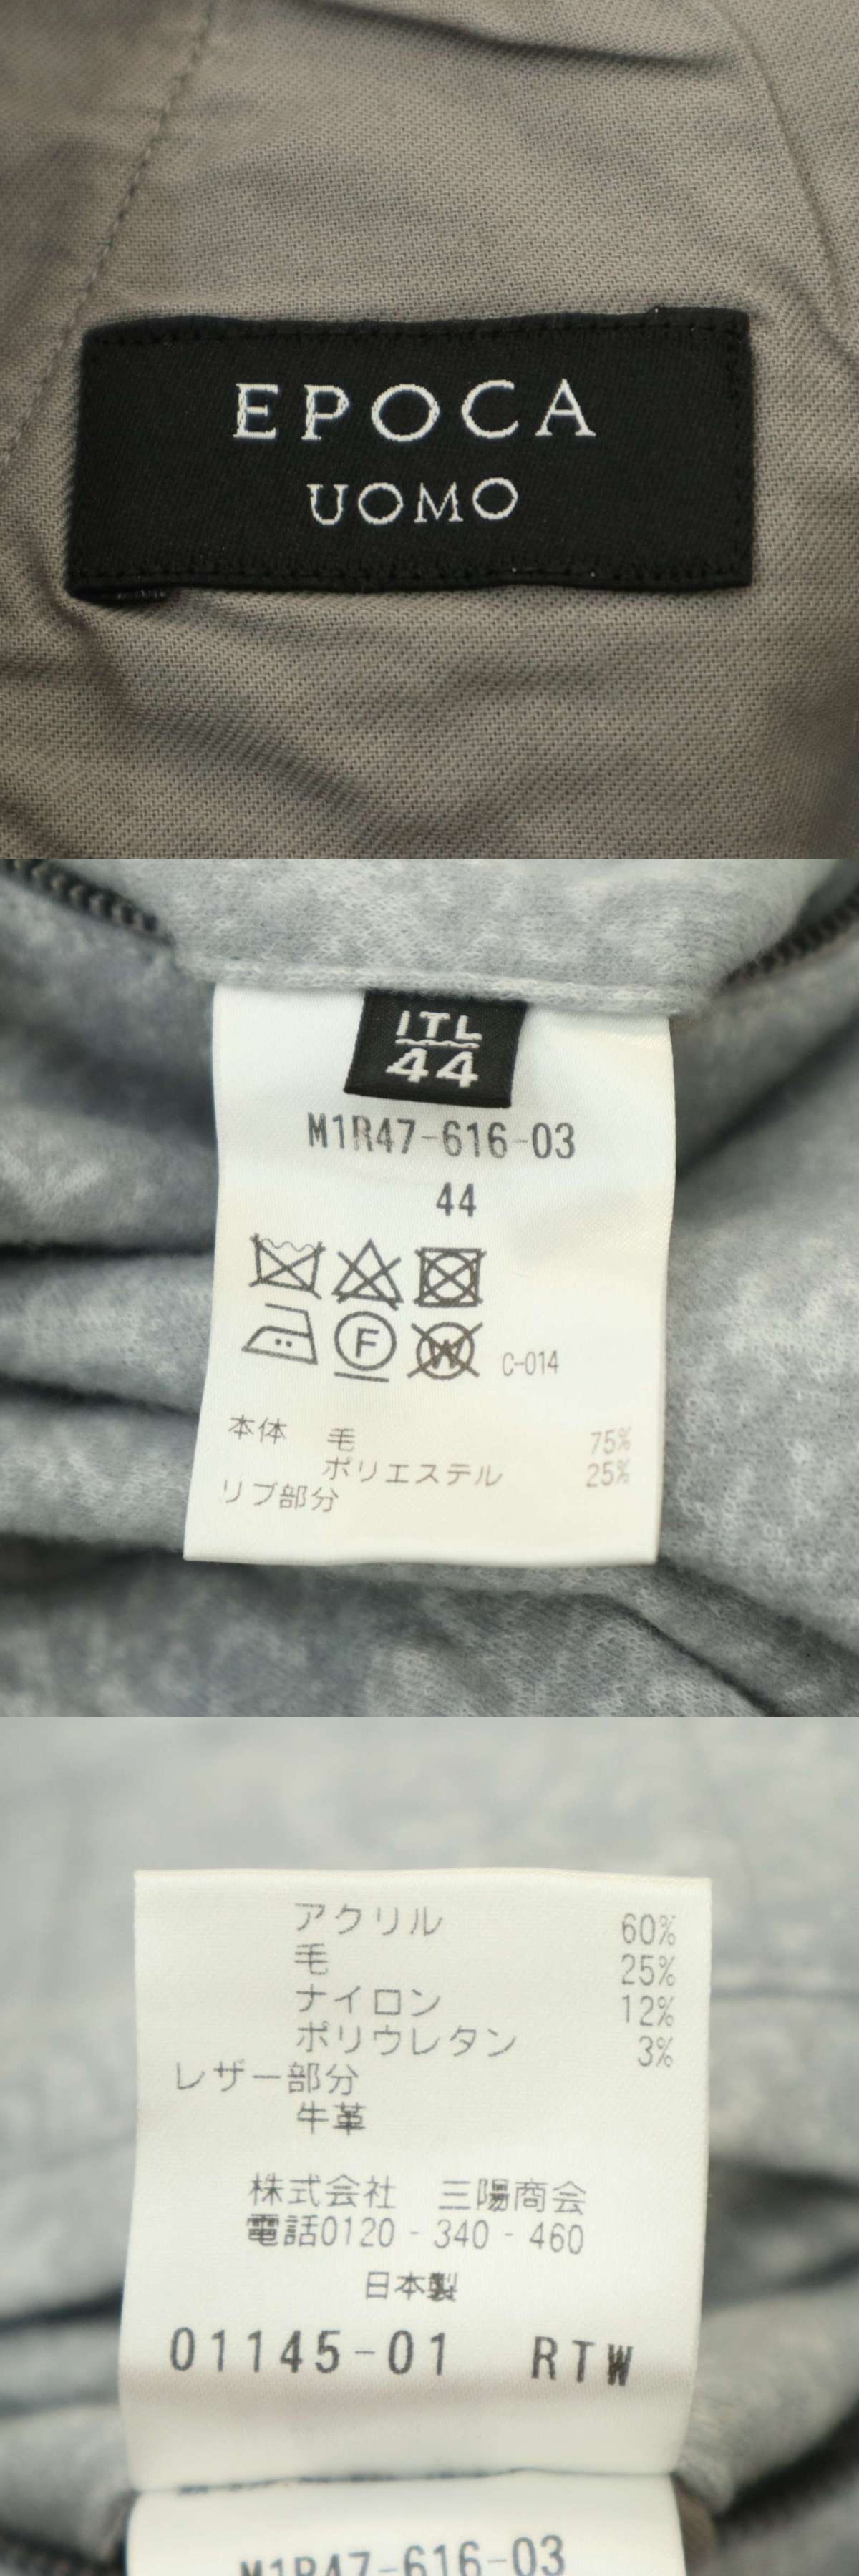 EPOCA
UOMO
ITL
44
M1R47-616-03
44
F W C-014
本体 毛 75%
ポリエステル 25%
リブ部分
アクリル 60%
毛 25%
ナイロン 12%
ポリウレタン 3%
レザー部分
牛革
株式会社 三陽商会
電話0120-340-460
日本製
01145-01 RTW
M1R47-616-03